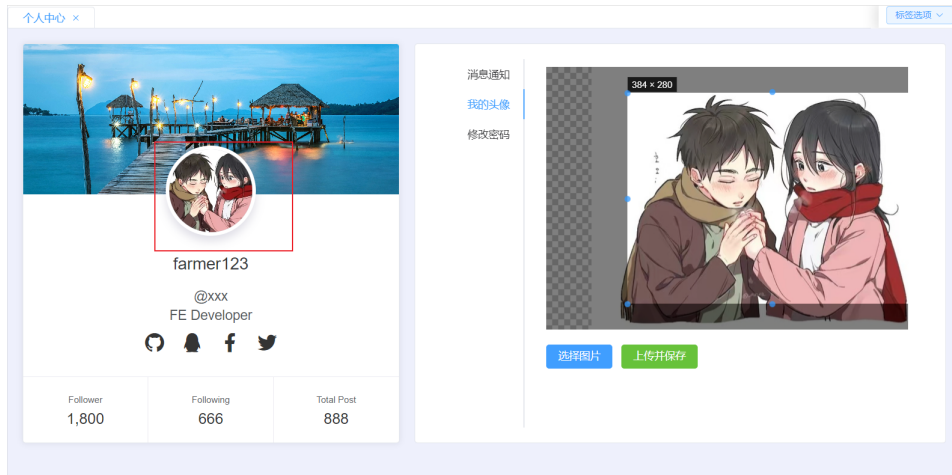 个人中心 ×
标签选项
消息通知
我的头像
修改密码
384 × 280
farmer123
@xxx
FE Developer
选择图片
上传并保存
Follower
1,800
Following
666
Total Post
888